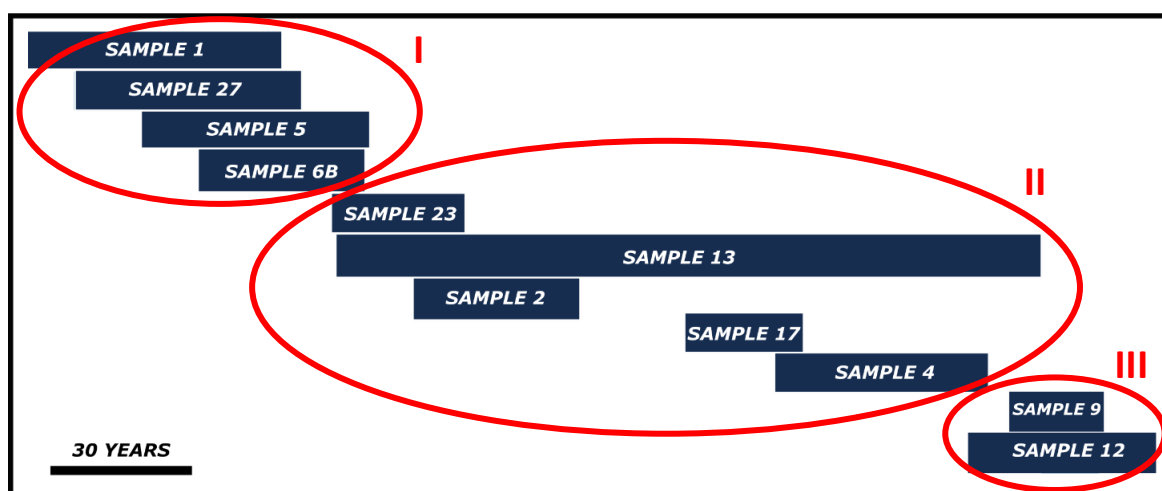 SAMPLE 1
I
SAMPLE 27
SAMPLE 5
SAMPLE 6B
II
SAMPLE 23
SAMPLE 13
SAMPLE 2
SAMPLE 17
III
SAMPLE 4
SAMPLE 9
30 YEARS
SAMPLE 12